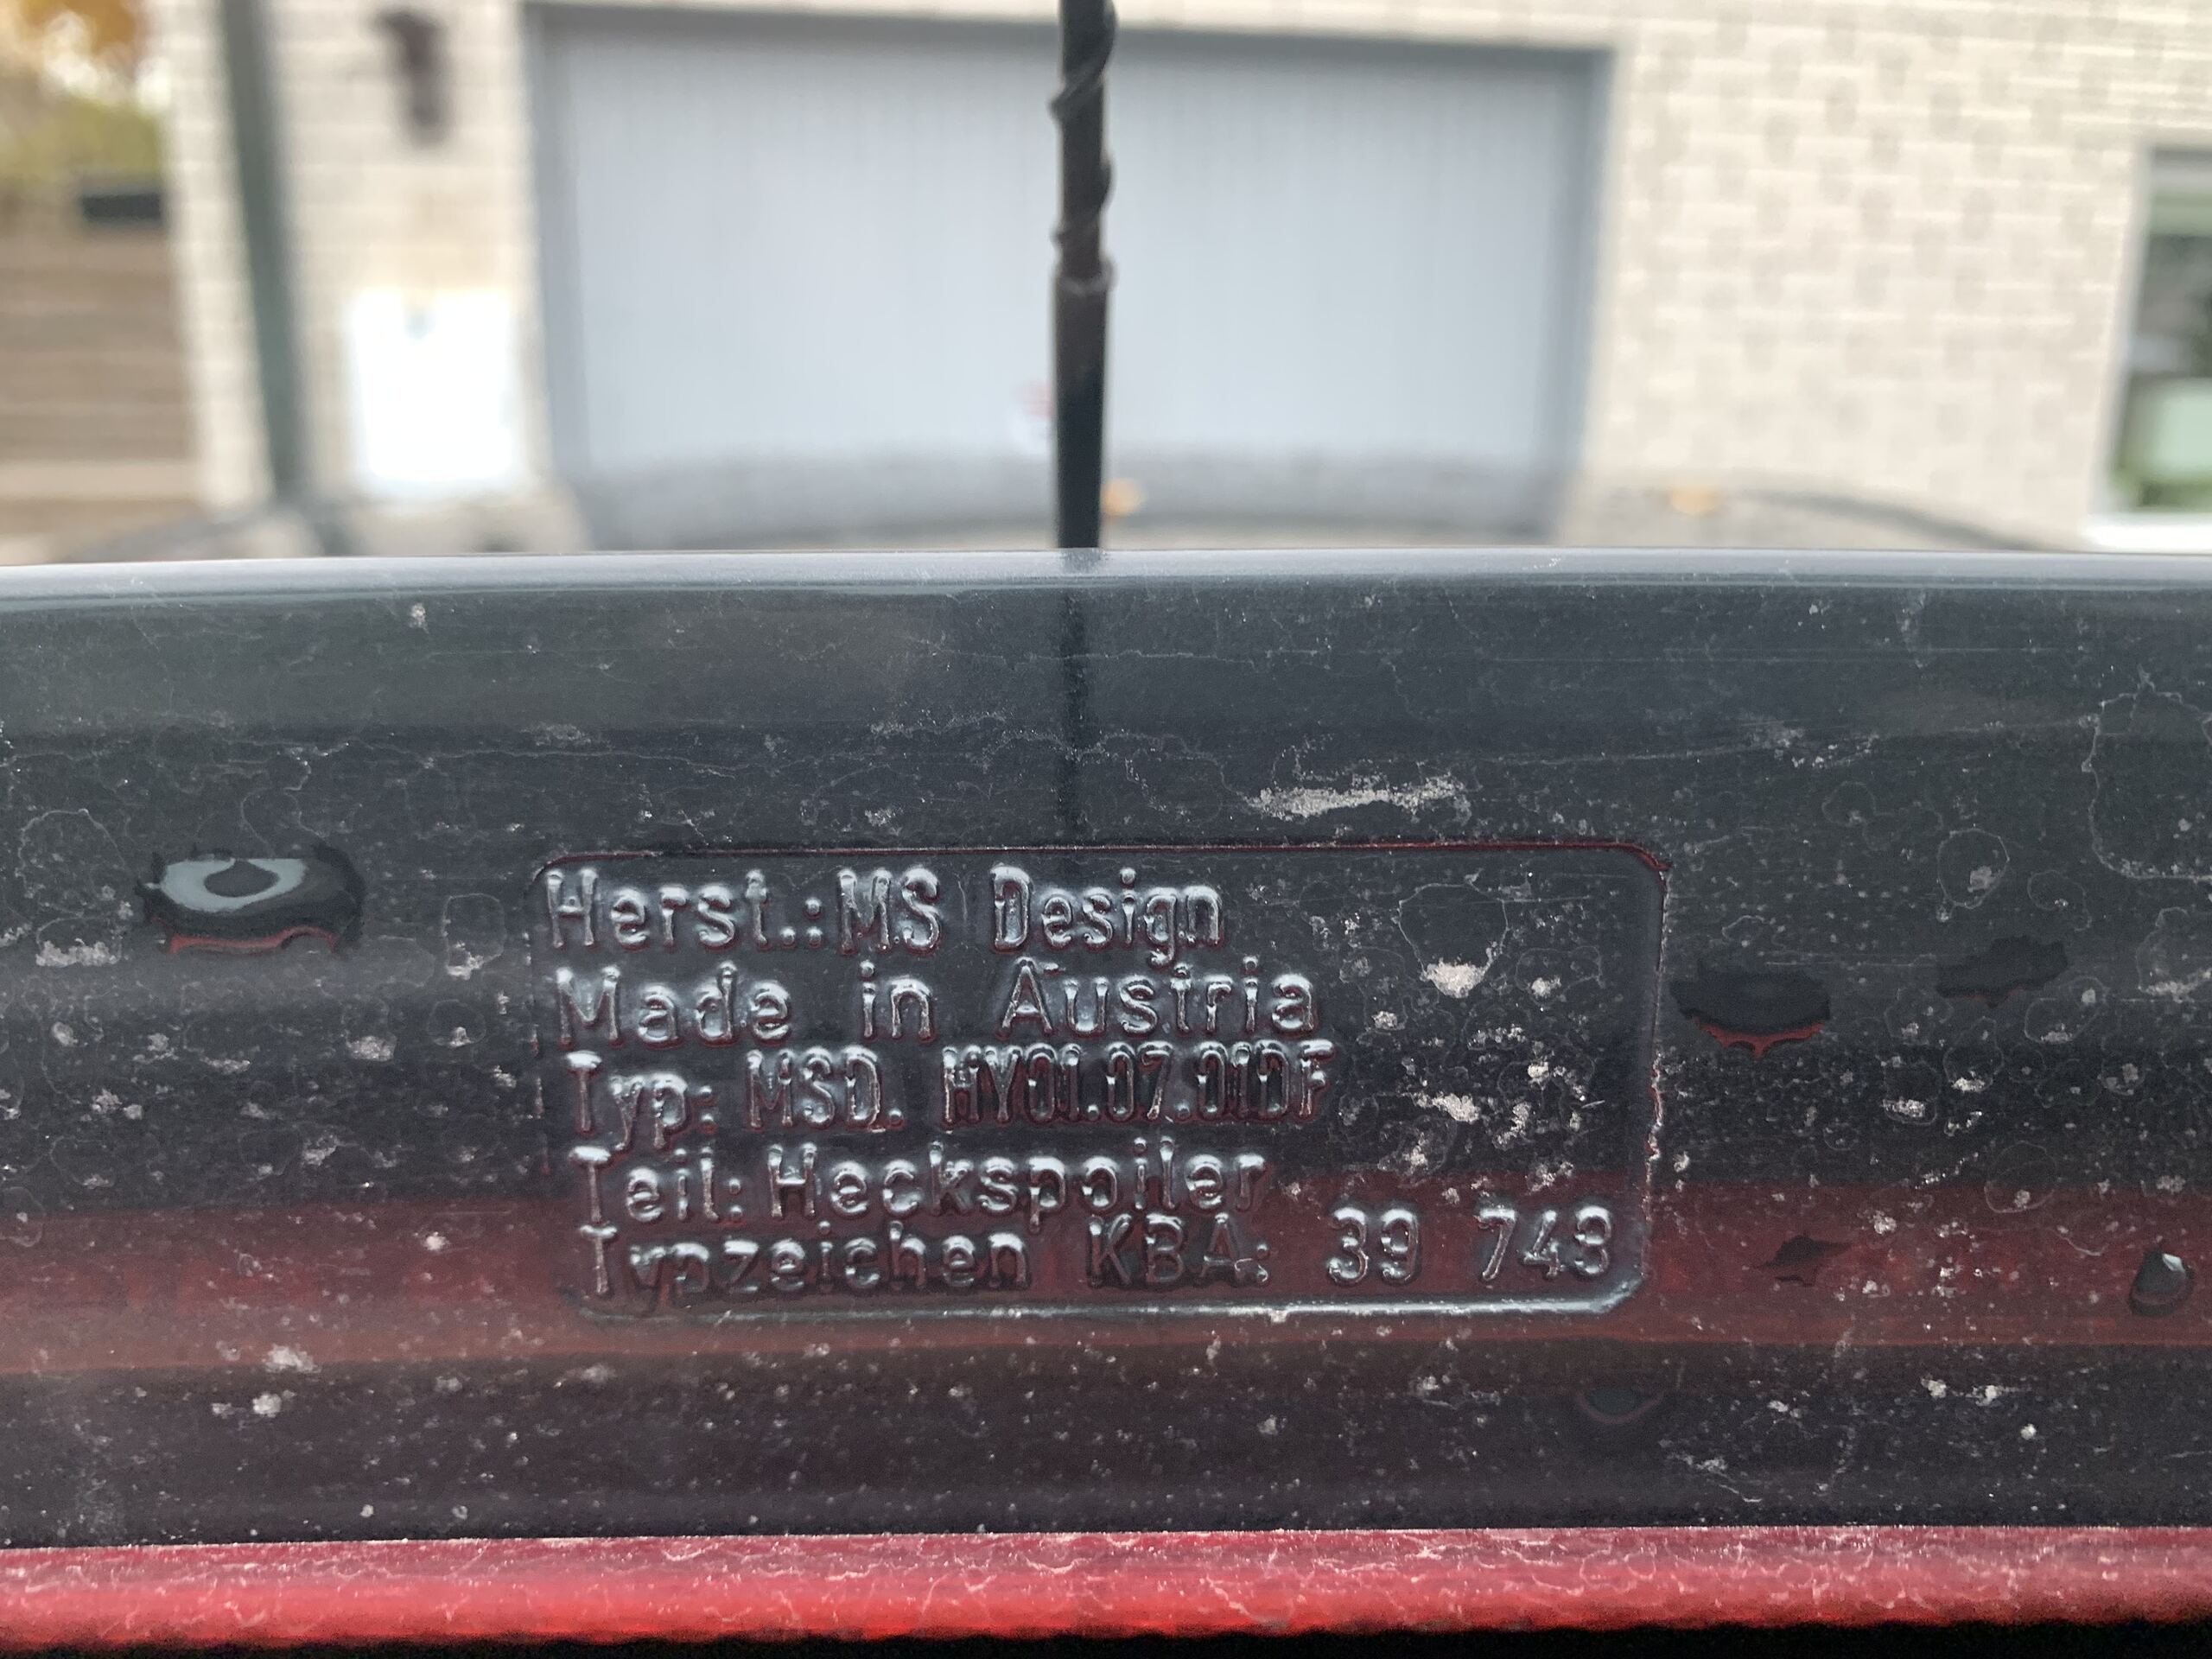 Herst.: MS Design
Made in Austria
Typ: MSD. HY01.07.01DF
Teil: Heckspoiler
Typzeichen KBA: 39 743